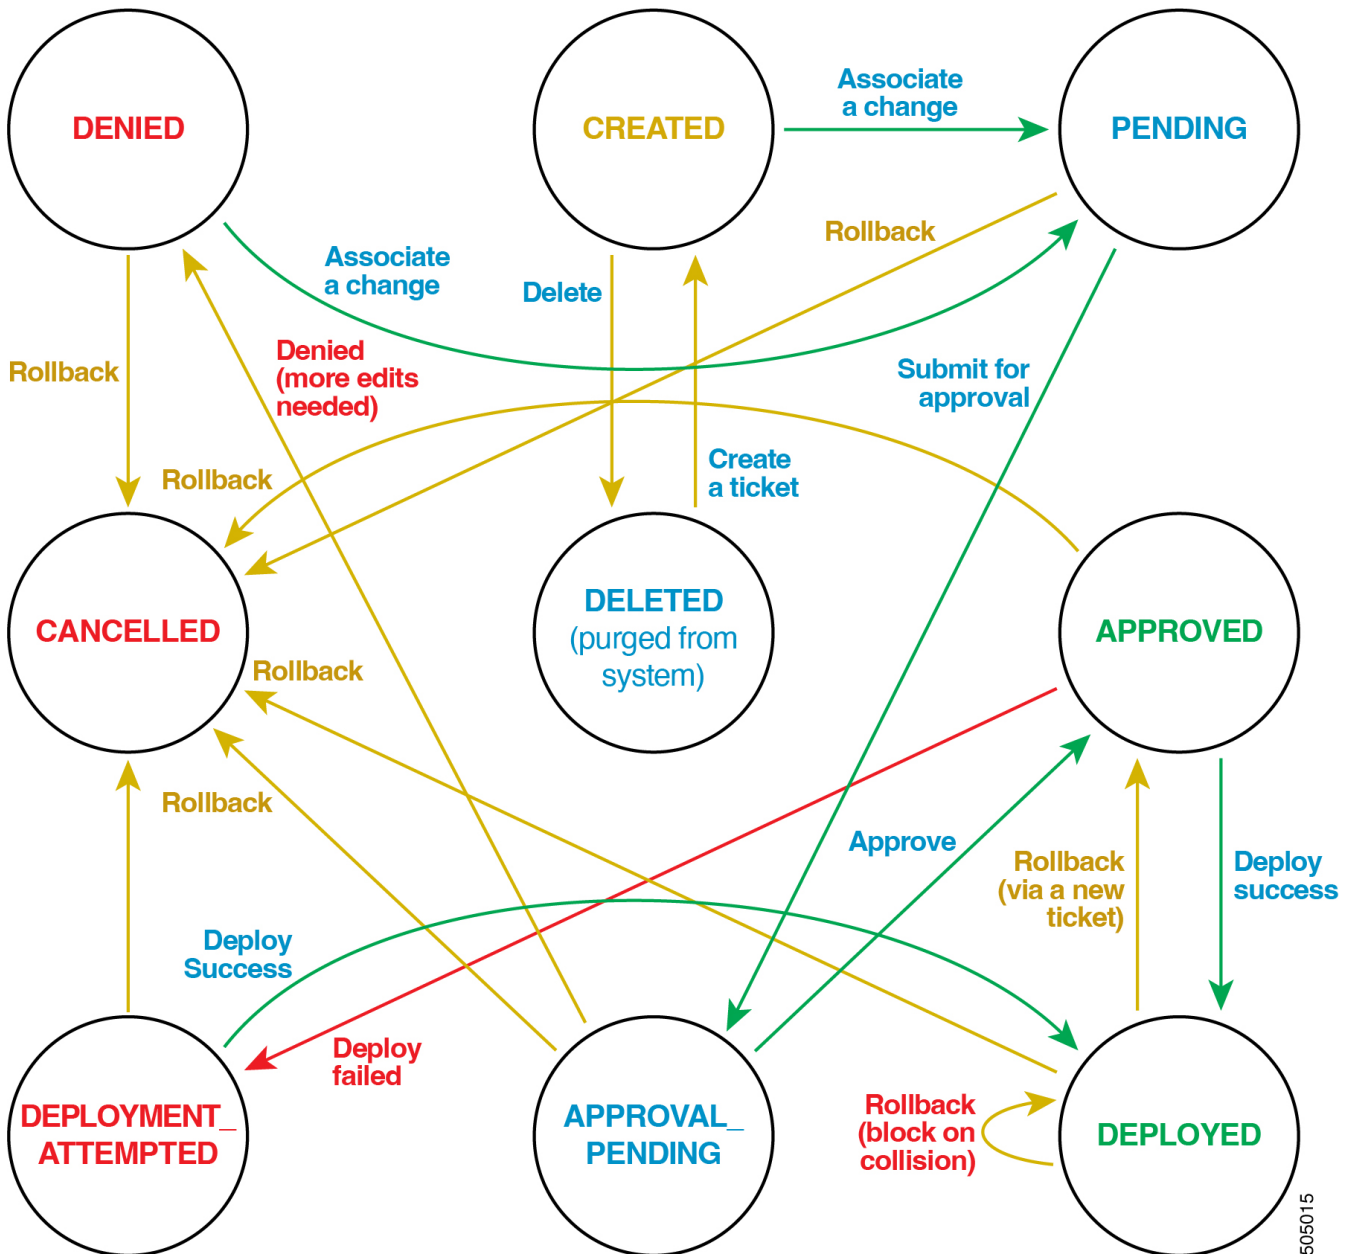 DENIED
CREATED
Associate
a change
PENDING
Rollback
Associate
a change
Delete
Denied
(more edits
needed)
Rollback
Submit for
approval
Rollback
Create
a ticket
CANCELLED
DELETED
(purged from
system)
APPROVED
Rollback
Rollback
Approve
Rollback
(via a new
ticket)
Deploy
success
Deploy
Success
Deploy
failed
DEPLOYMENT_
ATTEMPTED
APPROVAL_
PENDING
Rollback
(block on
collision)
DEPLOYED
505015